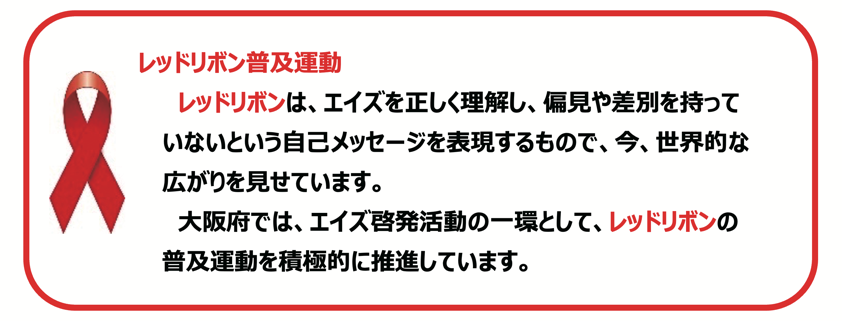 レッドリボン普及運動
レッドリボンは、エイズを正しく理解し、偏見や差別を持って
いないという自己メッセージを表現するもので、今、世界的な
広がりを見せています。
大阪府では、エイズ啓発活動の一環として、レッドリボンの
普及運動を積極的に推進しています。